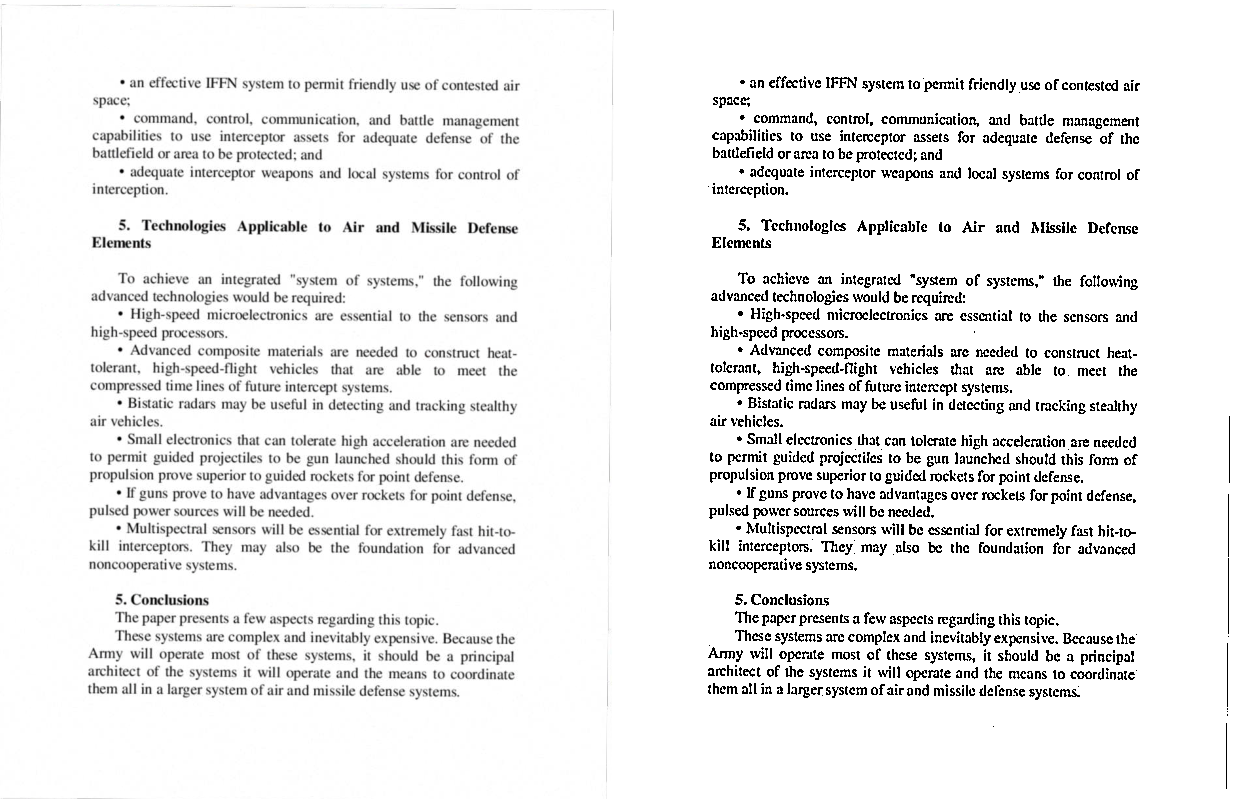 • an effective IFFN system to permit friendly use of contested air
space;
• command, control, communication, and battle management
capabilities to use interceptor assets for adequate defense of the
battlefield or area to be protected; and
• adequate interceptor weapons and local systems for control of
interception.
5. Technologies Applicable to Air and Missile Defense
Elements
To achieve an integrated "system of systems," the following
advanced technologies would be required:
• High-speed microelectronics are essential to the sensors and
high-speed processors.
• Advanced composite materials are needed to construct heat-
tolerant, high-speed-flight vehicles that are able to meet the
compressed time lines of future intercept systems.
• Bistatic radars may be useful in detecting and tracking stealthy
air vehicles.
• Small electronics that can tolerate high acceleration are needed
to permit guided projectiles to be gun launched should this form of
propulsion prove superior to guided rockets for point defense.
• If guns prove to have advantages over rockets for point defense,
pulsed power sources will be needed.
• Multispectral sensors will be essential for extremely fast hit-to-
kill interceptors. They may also be the foundation for advanced
noncooperative systems.
5. Conclusions
The paper presents a few aspects regarding this topic.
These systems are complex and inevitably expensive. Because the
Army will operate most of these systems, it should be a principal
architect of the systems it will operate and the means to coordinate
them all in a larger system of air and missile defense systems.
• an effective IFFN system to permit friendly use of contested air
space;
• command, control, communication, and battle management
capabilities to use interceptor assets for adequate defense of the
battlefield or area to be protected; and
• adequate interceptor weapons and local systems for control of
interception.
5. Technologies Applicable to Air and Missile Defense
Elements
To achieve an integrated "system of systems," the following
advanced technologies would be required:
• High-speed microelectronics are essential to the sensors and
high-speed processors.
• Advanced composite materials are needed to construct heat-
tolerant, high-speed-flight vehicles that are able to meet the
compressed time lines of future intercept systems.
• Bistatic radars may be useful in detecting and tracking stealthy
air vehicles.
• Small electronics that can tolerate high acceleration are needed
to permit guided projectiles to be gun launched should this form of
propulsion prove superior to guided rockets for point defense.
• If guns prove to have advantages over rockets for point defense,
pulsed power sources will be needed.
• Multispectral sensors will be essential for extremely fast hit-to-
kill interceptors. They may also be the foundation for advanced
noncooperative systems.
5. Conclusions
The paper presents a few aspects regarding this topic.
These systems are complex and inevitably expensive. Because the
Army will operate most of these systems, it should be a principal
architect of the systems it will operate and the means to coordinate
them all in a larger system of air and missile defense systems.